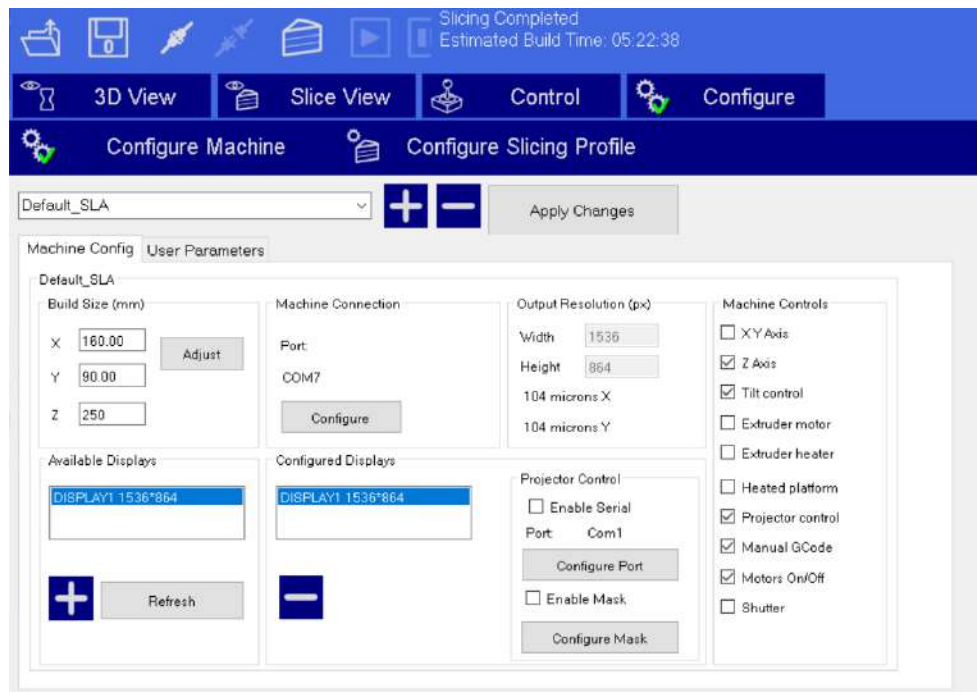 Slicing Completed
Estimated Build Time: 05:22:38
3D View
Slice View
Control
Configure
Configure Machine
Configure Slicing Profile
Default_SLA
Apply Changes
Machine Config
User Parameters
Default_SLA
Build Size (mm)
X 160.00
Adjust
Y 90.00
Z 250
Machine Connection
Port:
COM7
Configure
Output Resolution (px)
Width 1536
Height 864
104 microns X
104 microns Y
Machine Controls
XY Axis
Z Axis
Tilt control
Extruder motor
Extruder heater
Heated platform
Projector control
Manual GCode
Motors On/Off
Shutter
Available Displays
DISPLAY1 1536*864
Refresh
Configured Displays
DISPLAY1 1536*864
Projector Control
Enable Serial
Port: Com1
Configure Port
Enable Mask
Configure Mask